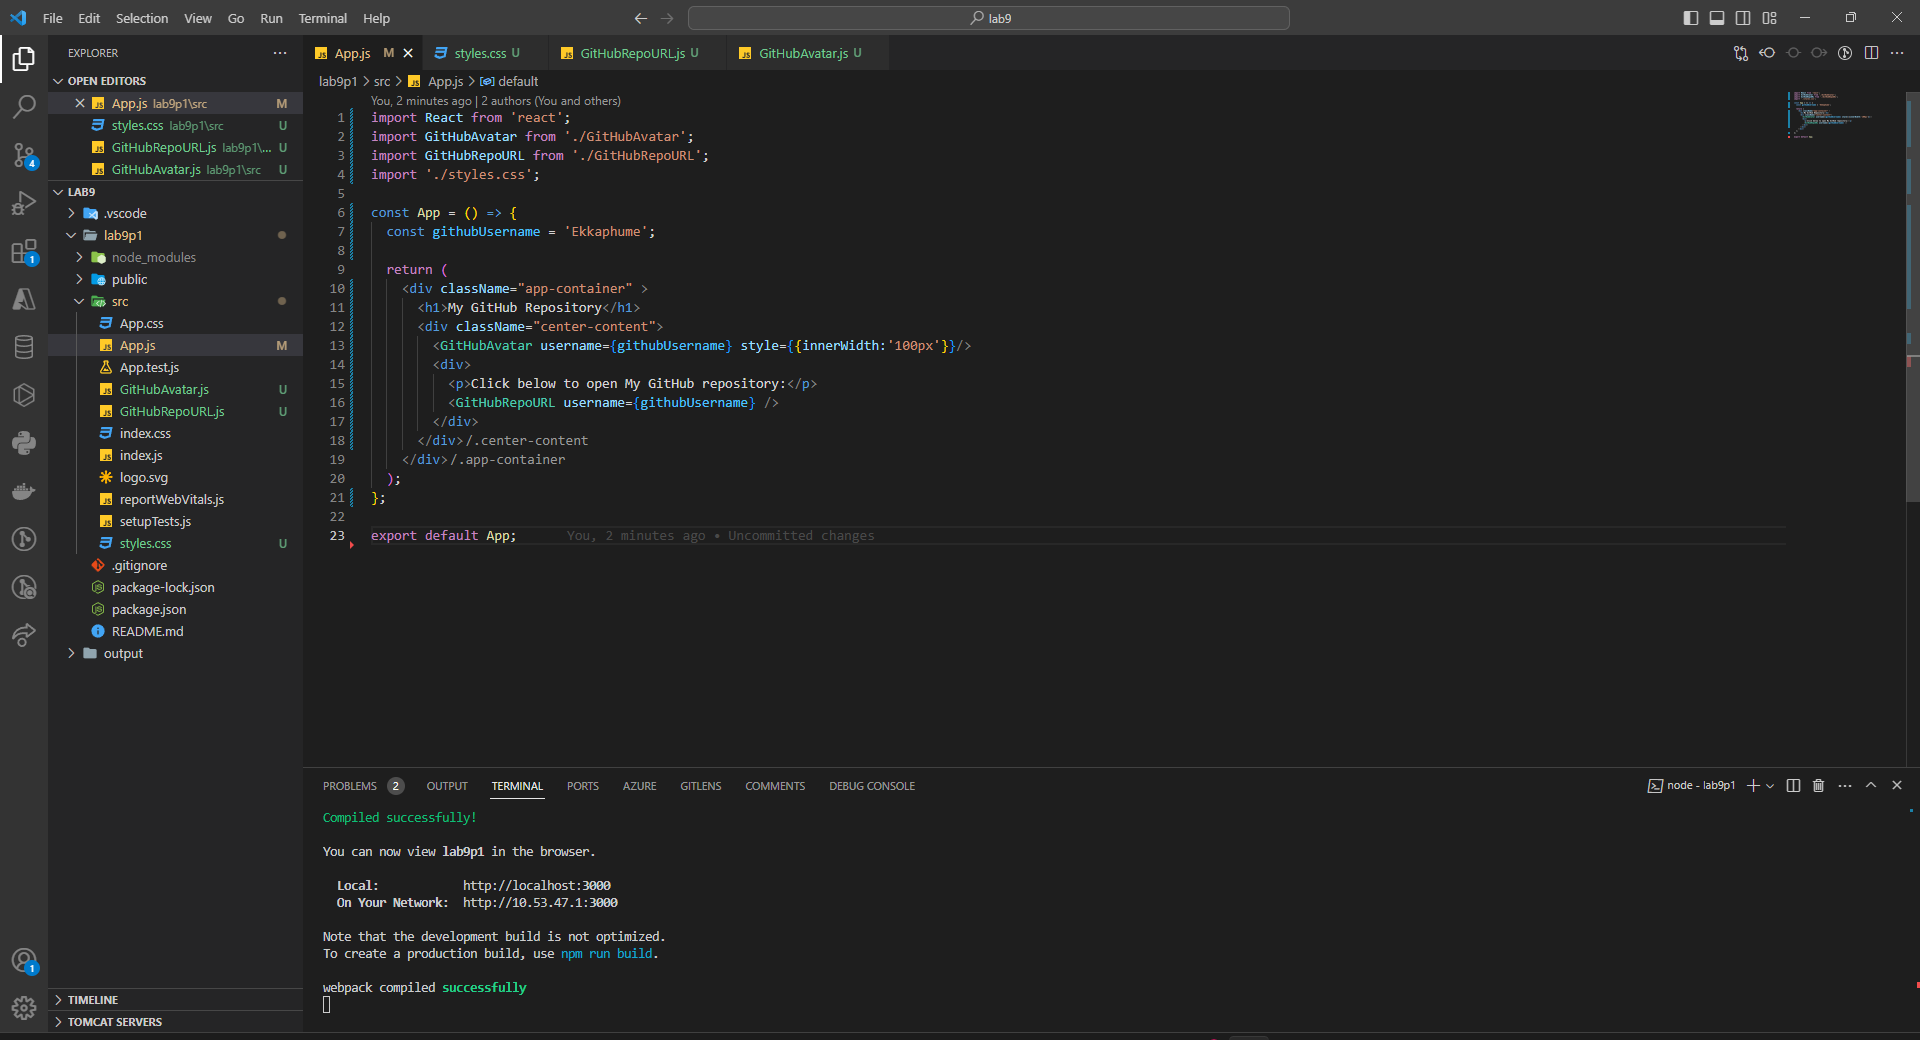 File Edit Selection View Go Run Terminal Help
lab9
EXPLORER
OPEN EDITORS
App.js lab9p1\src M
styles.css lab9p1\src U
GitHubRepoURL.js lab9p1\... U
GitHubAvatar.js lab9p1\src U
LAB9
.vscode
lab9p1
node_modules
public
src
App.css
App.js M
App.test.js
GitHubAvatar.js U
GitHubRepoURL.js U
index.css
index.js
logo.svg
reportWebVitals.js
setupTests.js
styles.css U
.gitignore
package-lock.json
package.json
README.md
output
TIMELINE
TOMCAT SERVERS
4
1
1
App.js M styles.css U GitHubRepoURL.js U GitHubAvatar.js U
lab9p1 > src > App.js > default
You, 2 minutes ago | 2 authors (You and others)
1 import React from 'react';
2 import GitHubAvatar from './GitHubAvatar';
3 import GitHubRepoURL from './GitHubRepoURL';
4 import './styles.css';
5
6 const App = () => {
7 const githubUsername = 'Ekkaphume';
8
9 return (
10 <div className="app-container" >
11 <h1>My GitHub Repository</h1>
12 <div className="center-content">
13 <GitHubAvatar username={githubUsername} style={{innerWidth:'100px'}}/>
14 <div>
15 <p>Click below to open My GitHub repository:</p>
16 <GitHubRepoURL username={githubUsername} />
17 </div>
18 </div>/.center-content
19 </div>/.app-container
20 );
21 };
22
23 export default App; You, 2 minutes ago • Uncommitted changes
PROBLEMS 2 OUTPUT TERMINAL PORTS AZURE GITLENS COMMENTS DEBUG CONSOLE
node - lab9p1
Compiled successfully!
You can now view lab9p1 in the browser.
Local: http://localhost:3000
On Your Network: http://10.53.47.1:3000
Note that the development build is not optimized.
To create a production build, use npm run build.
webpack compiled successfully